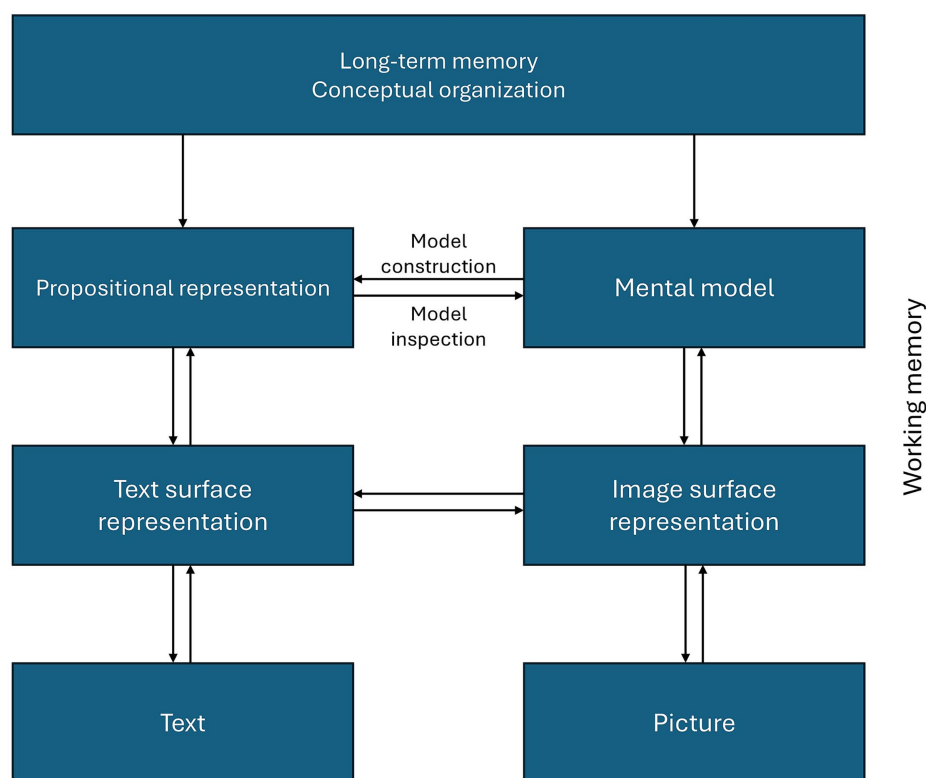 Long-term memory
Conceptual organization
Propositional representation
Model
construction
Model
inspection
Mental model
Working memory
Text surface
representation
Image surface
representation
Text
Picture